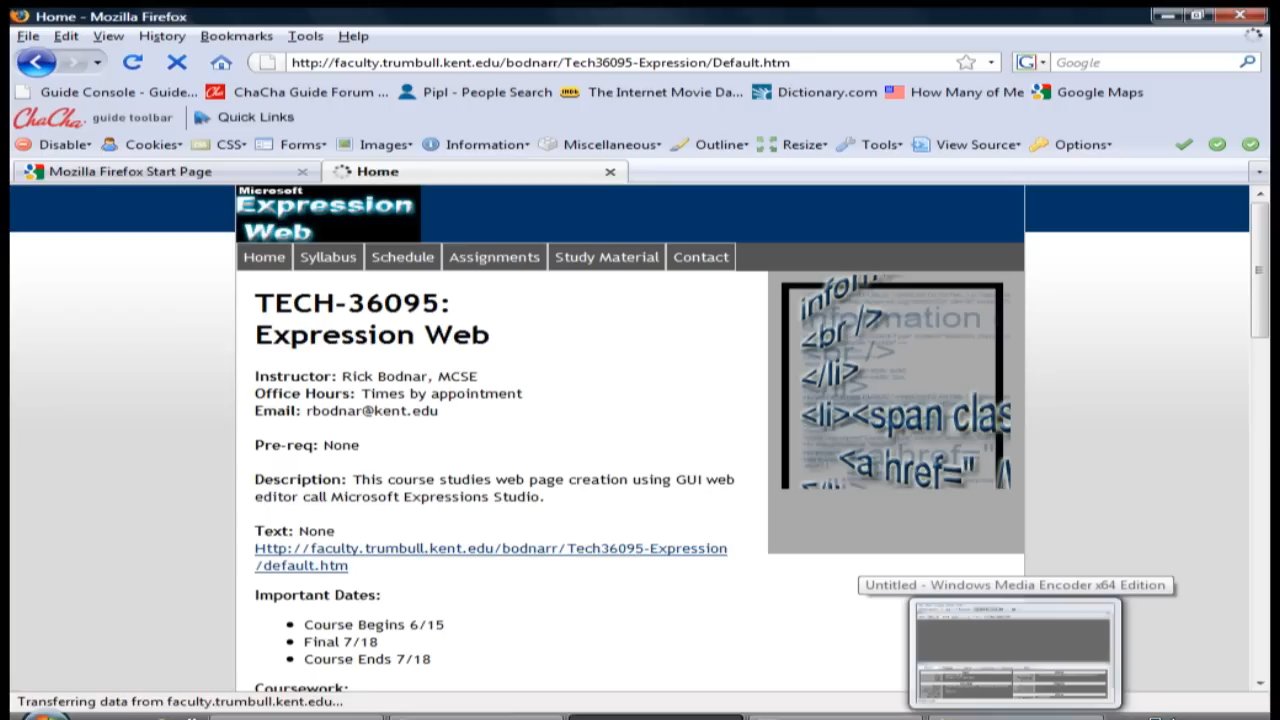 Home - Mozilla Firefox
File Edit View History Bookmarks Tools Help
http://faculty.trumbull.kent.edu/bodnarr/Tech36095-Expression/Default.htm
G Google
Guide Console - Guide... Cha ChaCha Guide Forum ... Pipl - People Search The Internet Movie Da... Dictionary.com How Many of Me Google Maps
ChaCha guide toolbar Quick Links
Disable Cookies CSS Forms Images Information Miscellaneous Outline Resize Tools View Source Options
Mozilla Firefox Start Page Home
Microsoft
Expression
Web
Home Syllabus Schedule Assignments Study Material Contact
TECH-36095:
Expression Web
Instructor: Rick Bodnar, MCSE
Office Hours: Times by appointment
Email: rbodnar@kent.edu
Pre-req: None
Description: This course studies web page creation using GUI web
editor call Microsoft Expressions Studio.
Text: None
Http://faculty.trumbull.kent.edu/bodnarr/Tech36095-Expression
/default.htm
Important Dates:
Course Begins 6/15
Final 7/18
Course Ends 7/18
Coursework:
information
<br />
</li>
<li><span clas
<a href="
Untitled - Windows Media Encoder x64 Edition
Transferring data from faculty.trumbull.kent.edu...